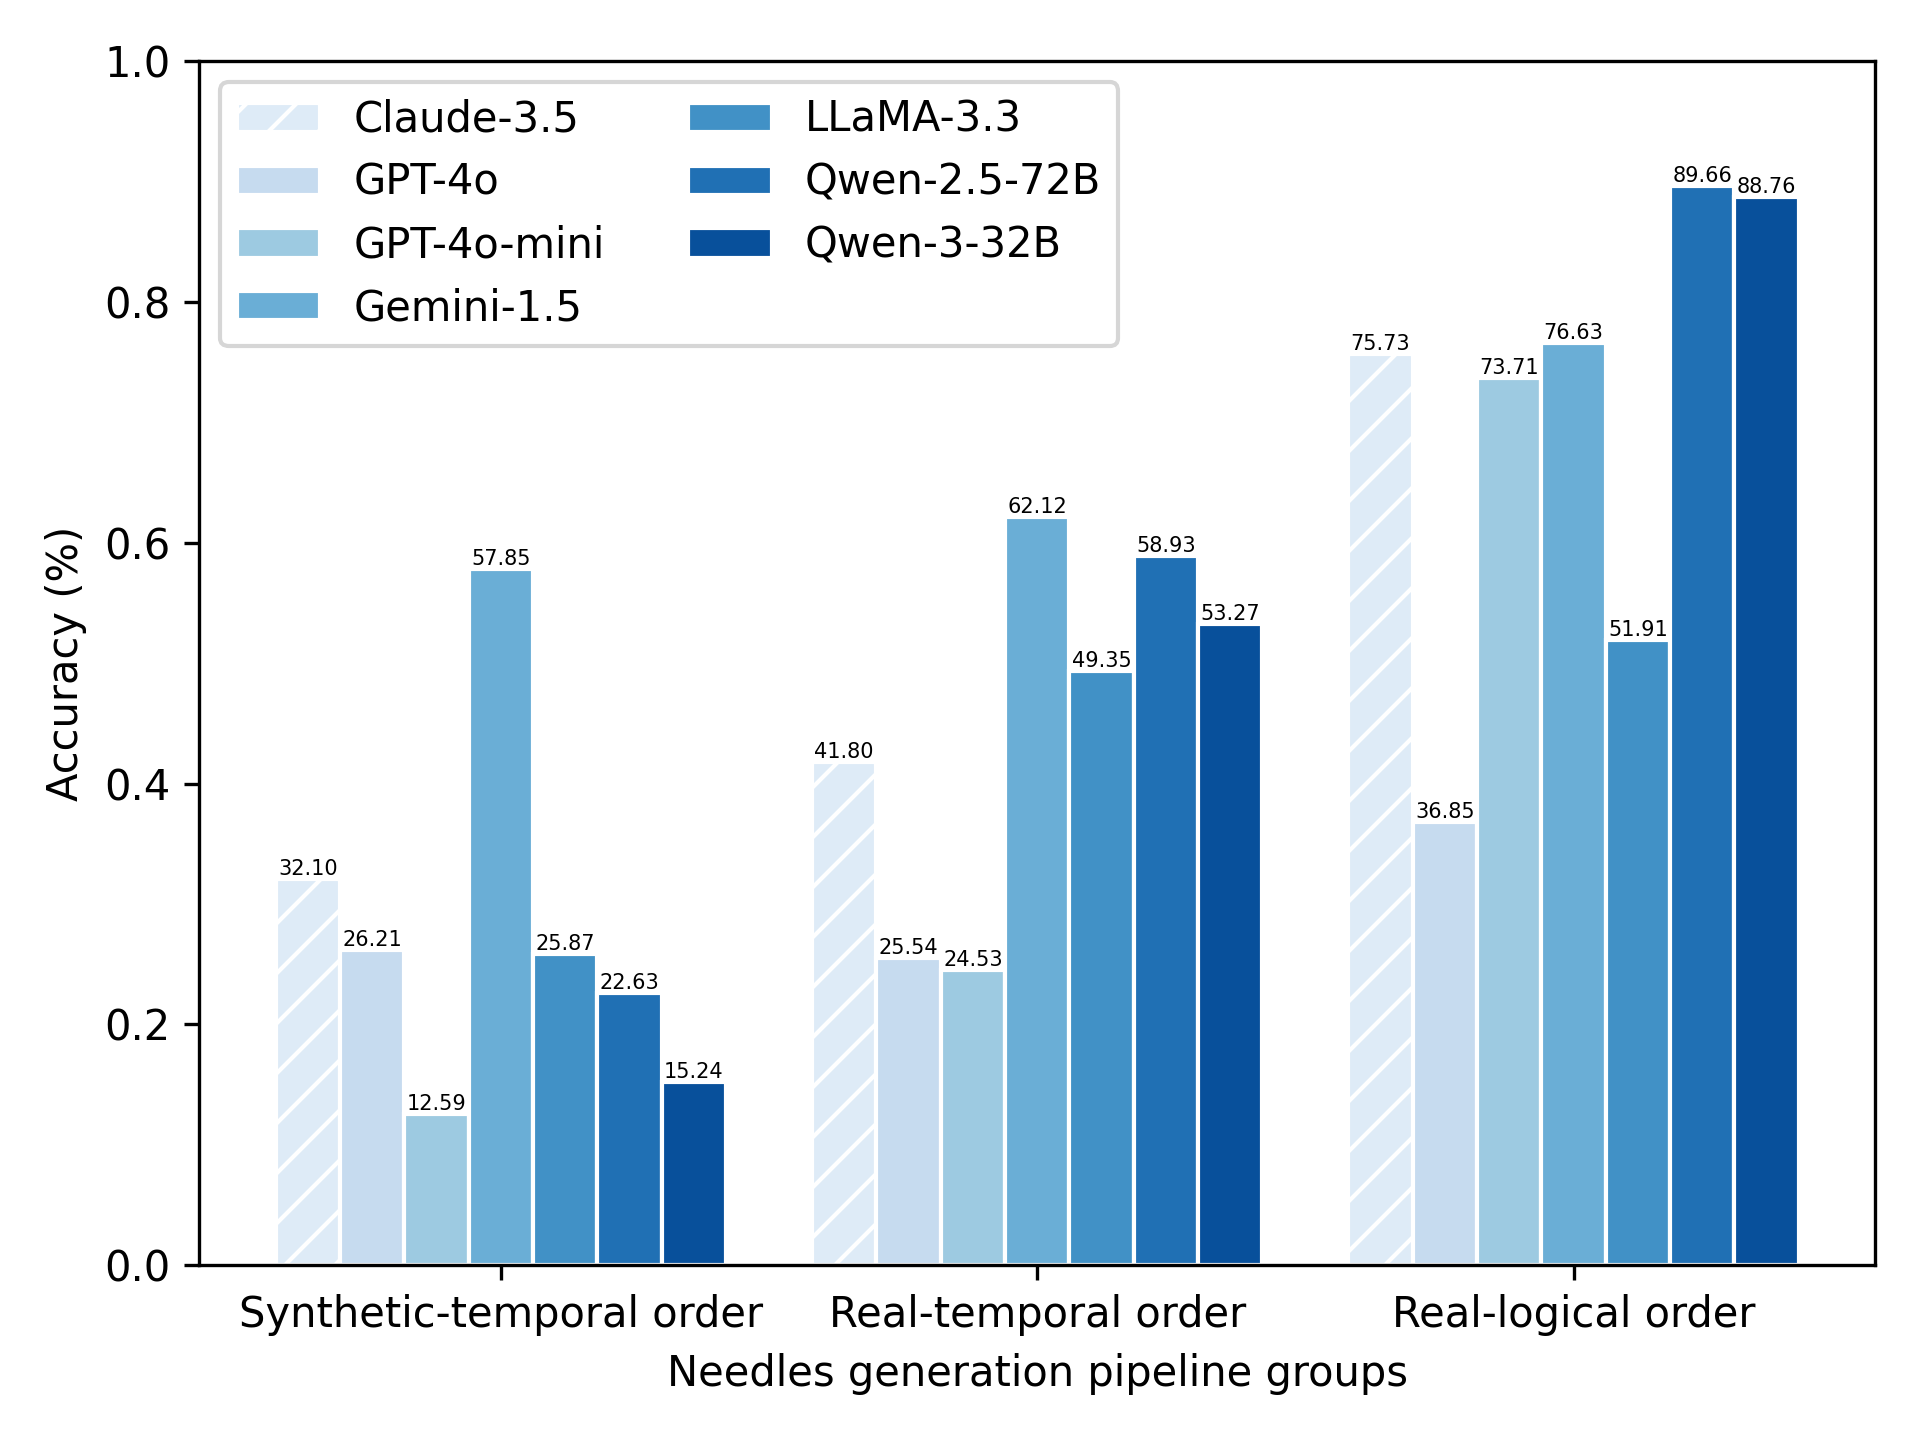 1.0
0.8
0.6
0.4
0.2
0.0
Accuracy (%)
Claude-3.5
GPT-4o
GPT-4o-mini
Gemini-1.5
LLaMA-3.3
Qwen-2.5-72B
Qwen-3-32B
32.10
26.21
12.59
57.85
25.87
22.63
15.24
41.80
25.54
24.53
62.12
49.35
58.93
53.27
75.73
36.85
73.71
76.63
51.91
89.66
88.76
Synthetic-temporal order
Real-temporal order
Real-logical order
Needles generation pipeline groups